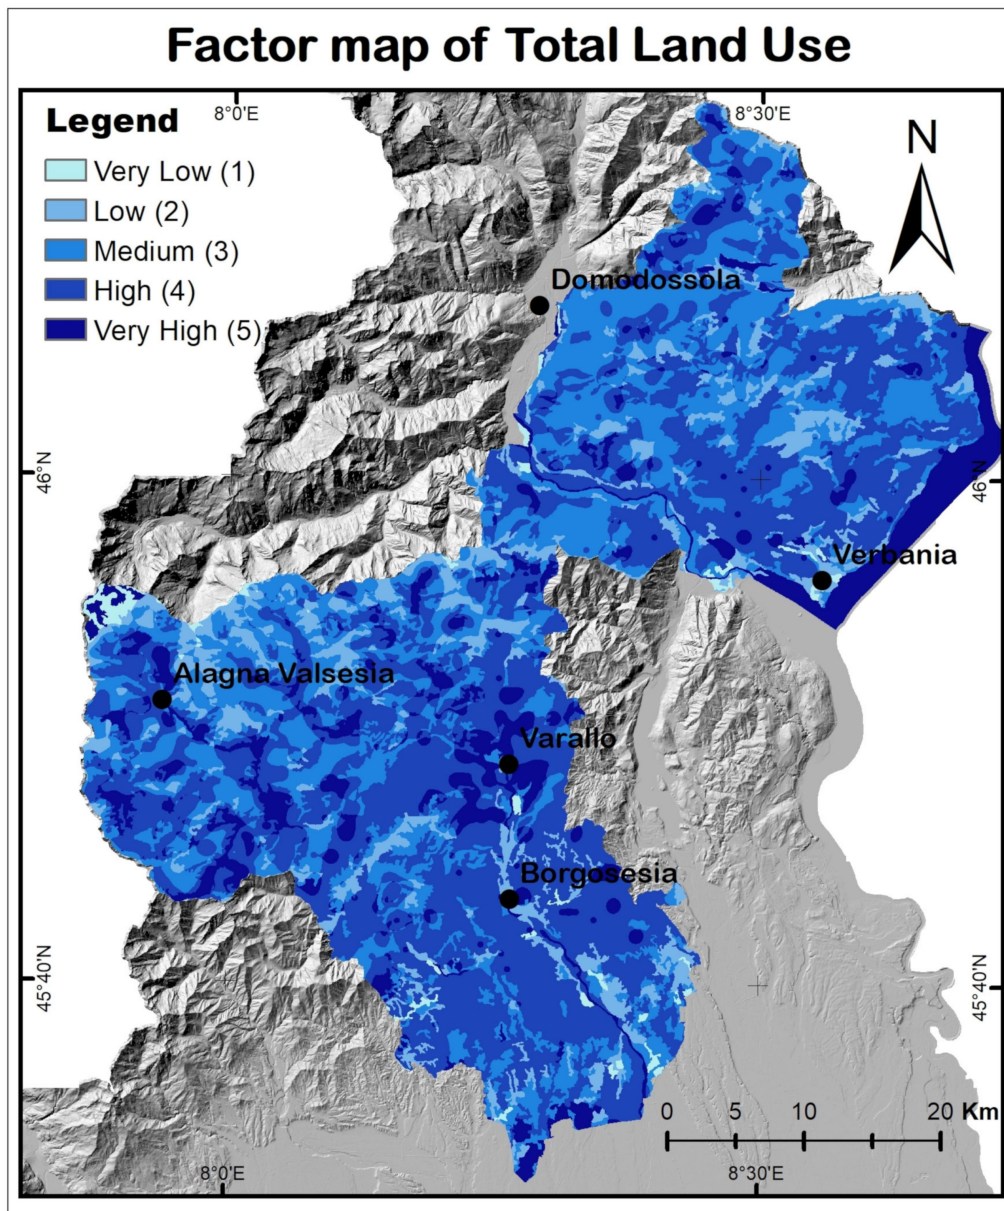 Factor map of Total Land Use
8°0'E
8°30'E
Legend
Very Low (1)
Low (2)
Medium (3)
High (4)
Very High (5)
N
Domodossola
46°N
46°N
Verbania
Alagna Valsesia
Varallo
Borgosesia
45°40'N
45°40'N
0 5 10 20 Km
8°0'E
8°30'E